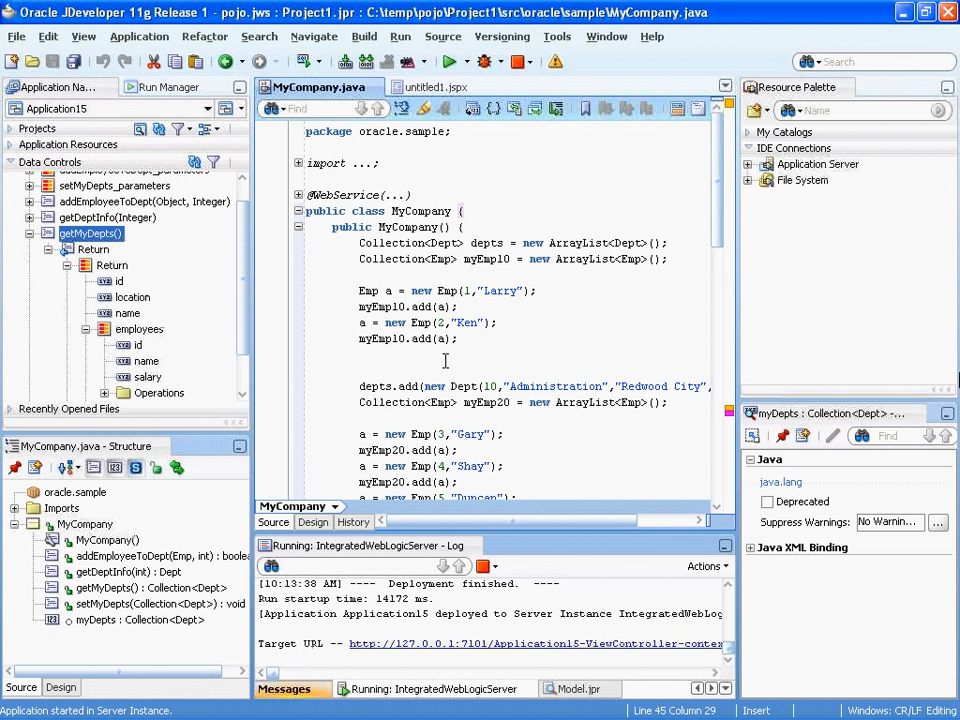 Oracle JDeveloper 11g Release 1 - pojo.jws : Project1.jpr : C:\temp\pojo\Project1\src\oracle\sample\MyCompany.java
File Edit View Application Refactor Search Navigate Build Run Source Versioning Tools Window Help
Search
Application Na...
Run Manager
Application15
Projects
Application Resources
Data Controls
setMyDepts_parameters
addEmployeeToDept(Object, Integer)
getDeptInfo(Integer)
getMyDepts()
Return
Return
id
location
name
employees
id
name
salary
Operations
Recently Opened Files
MyCompany.java - Structure
oracle.sample
Imports
MyCompany
MyCompany()
addEmployeeToDept(Emp, int) : boolea
getDeptInfo(int) : Dept
getMyDepts() : Collection<Dept>
setMyDepts(Collection<Dept>) : void
myDepts : Collection<Dept>
Source Design
MyCompany.java
untitled1.jspx
Find
package oracle.sample;
import ...;
@WebService(...)
public class MyCompany {
public MyCompany() {
Collection<Dept> depts = new ArrayList<Dept>();
Collection<Emp> myEmp10 = new ArrayList<Emp>();
Emp a = new Emp(1,"Larry");
myEmp10.add(a);
a = new Emp(2,"Ken");
myEmp10.add(a);
depts.add(new Dept(10,"Administration","Redwood City",
Collection<Emp> myEmp20 = new ArrayList<Emp>();
a = new Emp(3,"Gary");
myEmp20.add(a);
a = new Emp(4,"Shay");
myEmp20.add(a);
a = new Emp(5,"Duncan");
MyCompany
Source Design History
Running: IntegratedWebLogicServer - Log
Actions
[10:13:38 AM] ---- Deployment finished. ----
Run startup time: 14172 ms.
[Application Application15 deployed to Server Instance IntegratedWebLog
Target URL -- http://127.0.0.1:7101/Application15-ViewController-contex
Messages
Running: IntegratedWebLogicServer
Model.jpr
Resource Palette
Name
My Catalogs
IDE Connections
Application Server
File System
myDepts : Collection<Dept> -...
Find
Java
java.lang
Deprecated
Suppress Warnings: No Warnin... ...
Java XML Binding
Application started in Server Instance.
Line 45 Column 29
Insert
Windows: CR/LF Editing